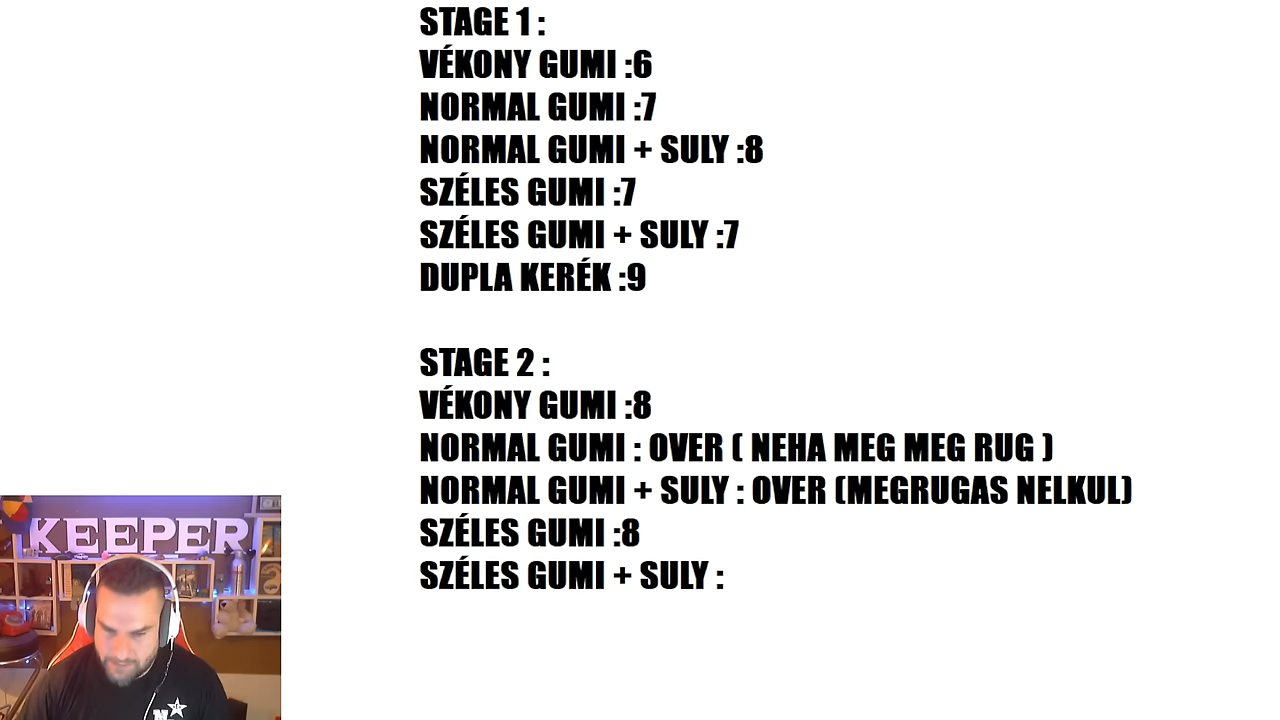 STAGE 1 :
VÉKONY GUMI :6
NORMAL GUMI :7
NORMAL GUMI + SULY :8
SZÉLES GUMI :7
SZÉLES GUMI + SULY :7
DUPLA KERÉK :9
STAGE 2 :
VÉKONY GUMI :8
NORMAL GUMI : OVER ( NEHA MEG MEG RUG )
NORMAL GUMI + SULY : OVER (MEGRUGAS NELKUL)
SZÉLES GUMI :8
SZÉLES GUMI + SULY :
KEEPER